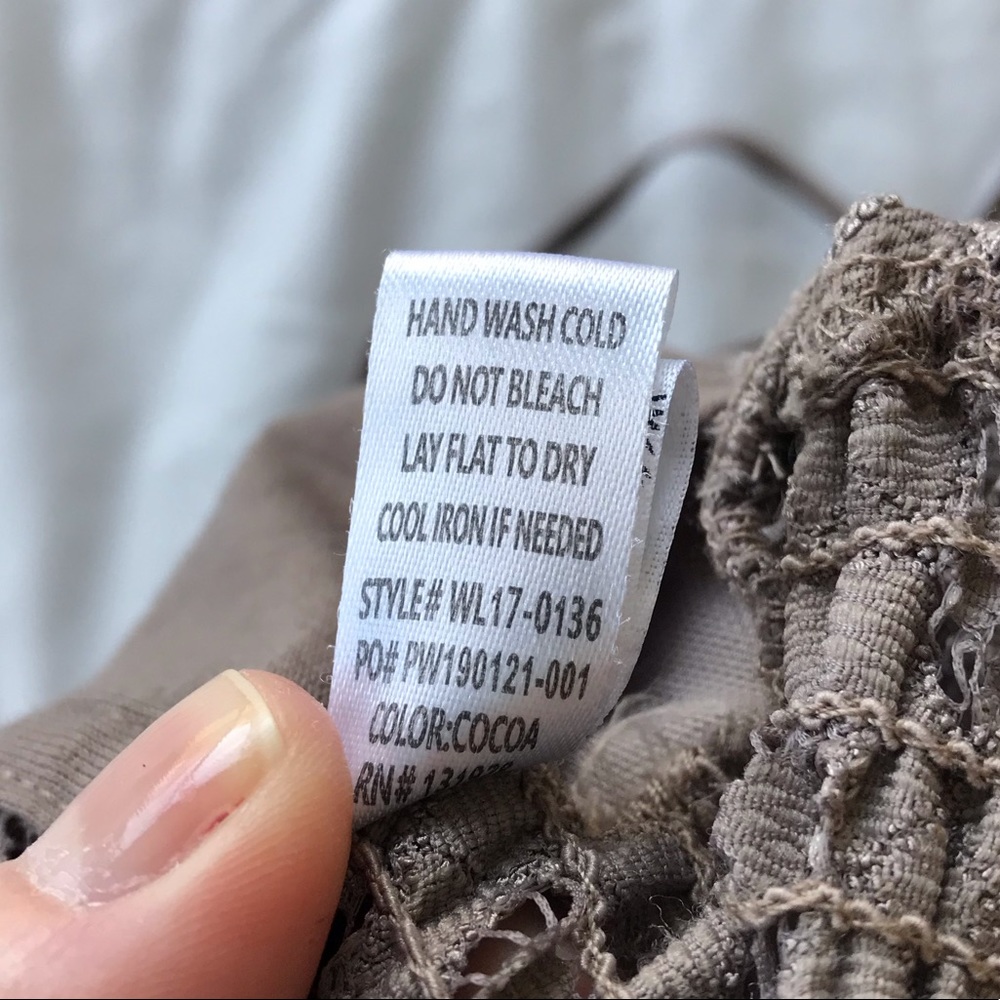 HAND WASH COLD
DO NOT BLEACH
LAY FLAT TO DRY
COOL IRON IF NEEDED
STYLE# WL17-0136
PO# PW190121-001
COLOR:COCOA
RN#